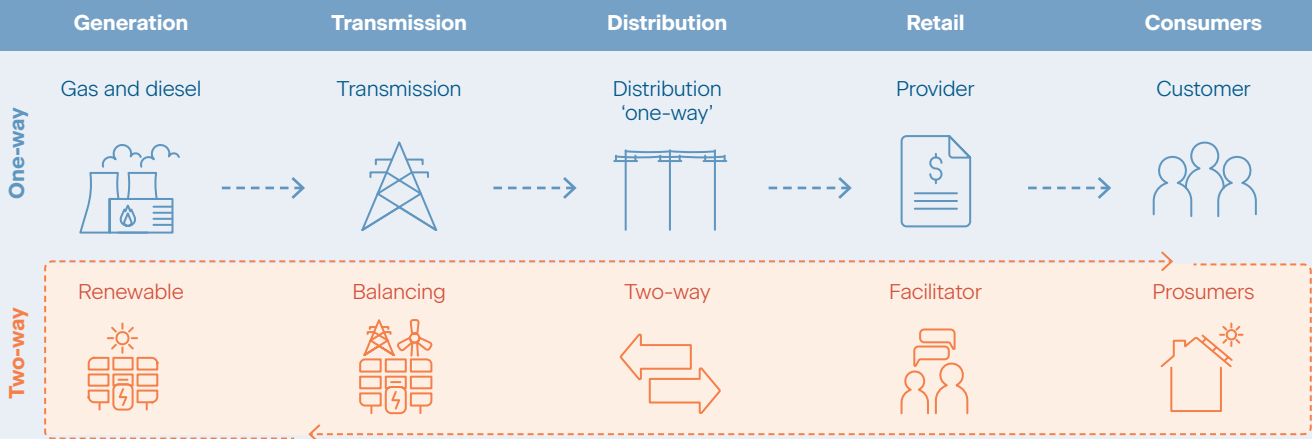 Generation Transmission Distribution Retail Consumers
One-way
Gas and diesel
Transmission
Distribution
‘one-way’
Provider
Customer
$
Two-way
Renewable
Balancing
Two-way
Facilitator
Prosumers